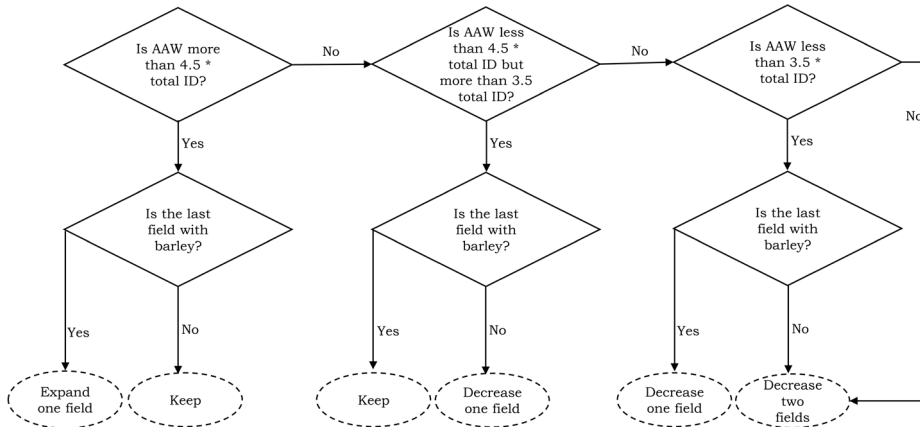 Is AAW more
than 4.5 *
total ID?
No
Is AAW less
than 4.5 *
total ID but
more than 3.5
total ID?
No
Is AAW less
than 3.5 *
total ID?
No
Yes
Yes
Yes
Is the last
field with
barley?
Is the last
field with
barley?
Is the last
field with
barley?
Yes
No
Yes
No
Yes
No
Expand
one field
Keep
Keep
Decrease
one field
Decrease
one field
Decrease
two
fields